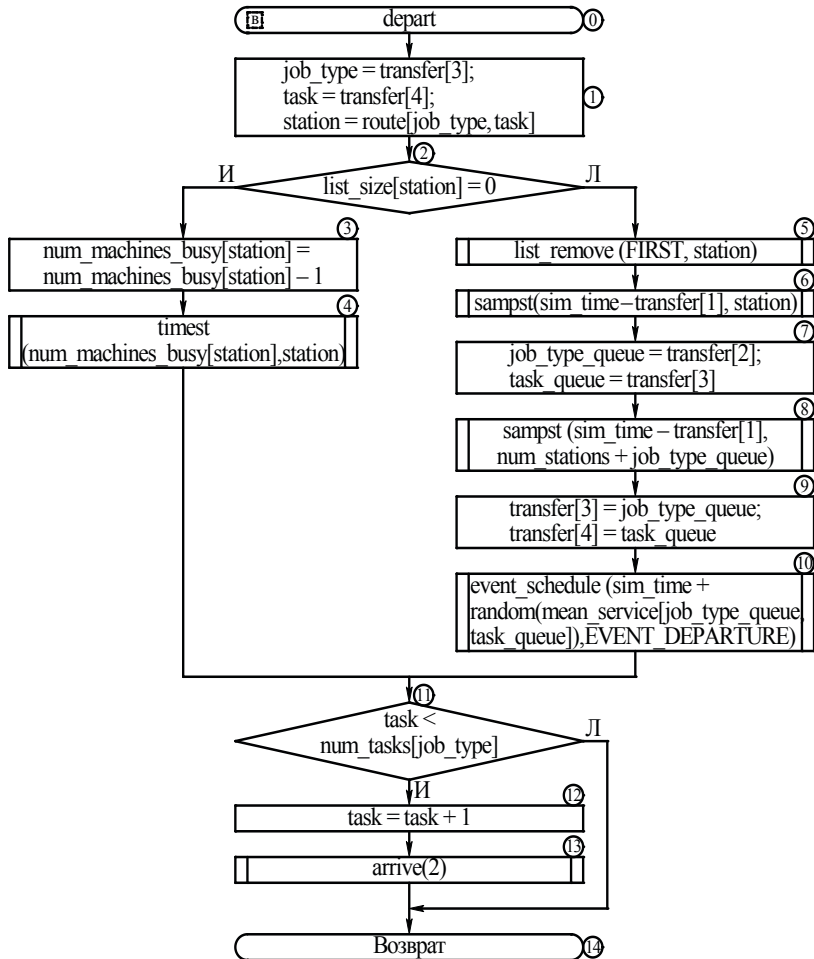 В
depart
0
job_type = transfer[3];
task = transfer[4];
station = route[job_type, task]
1
2
list_size[station] = 0
И
Л
3
num_machines_busy[station] =
num_machines_busy[station] – 1
4
timest
(num_machines_busy[station],station)
5
list_remove (FIRST, station)
6
sampst(sim_time–transfer[1], station)
7
job_type_queue = transfer[2];
task_queue = transfer[3]
8
sampst (sim_time – transfer[1],
num_stations + job_type_queue)
9
transfer[3] = job_type_queue;
transfer[4] = task_queue
10
event_schedule (sim_time +
random(mean_service[job_type_queue,
task_queue]),EVENT_DEPARTURE)
11
task <
num_tasks[job_type]
Л
И
12
task = task + 1
13
arrive(2)
Возврат
14